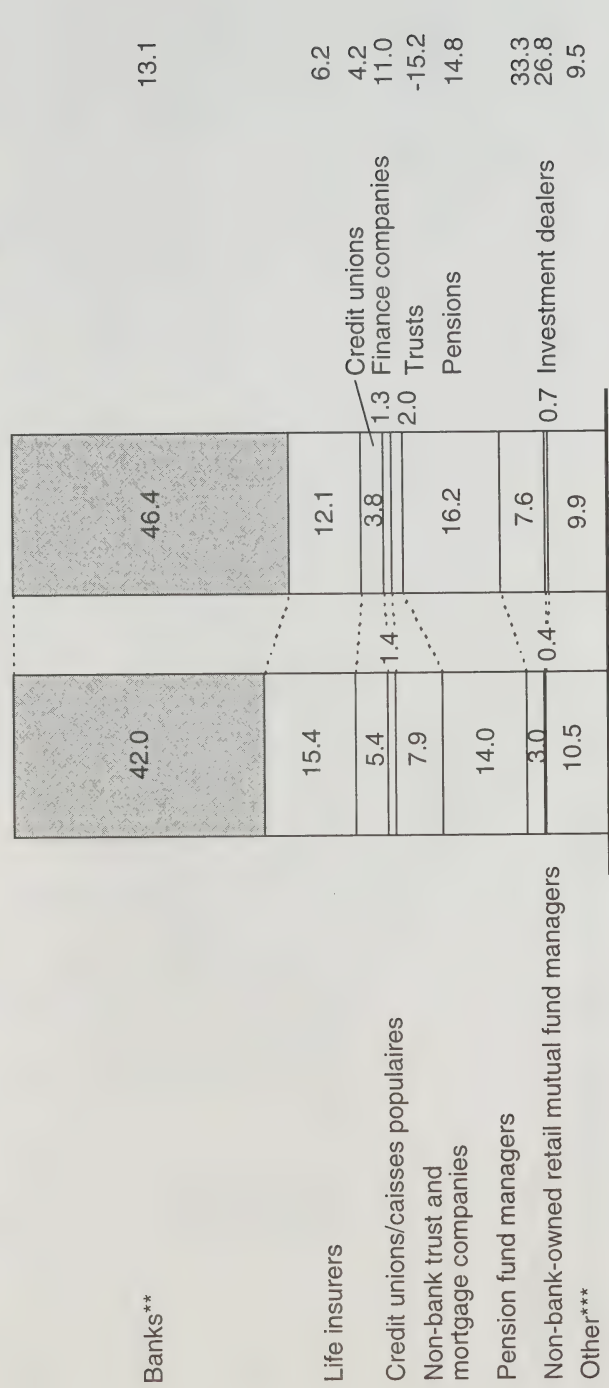 Banks**
42.0
46.4
13.1
Life insurers
15.4
12.1
6.2
Credit unions/caisses populaires
5.4
3.8
Credit unions
4.2
1.4
1.3 Finance companies
11.0
Non-bank trust and
mortgage companies
7.9
2.0 Trusts
-15.2
Pension fund managers
14.0
16.2
Pensions
14.8
Non-bank-owned retail mutual fund managers
3.0
7.6
33.3
0.4
0.7 Investment dealers
26.8
Other***
10.5
9.9
9.5